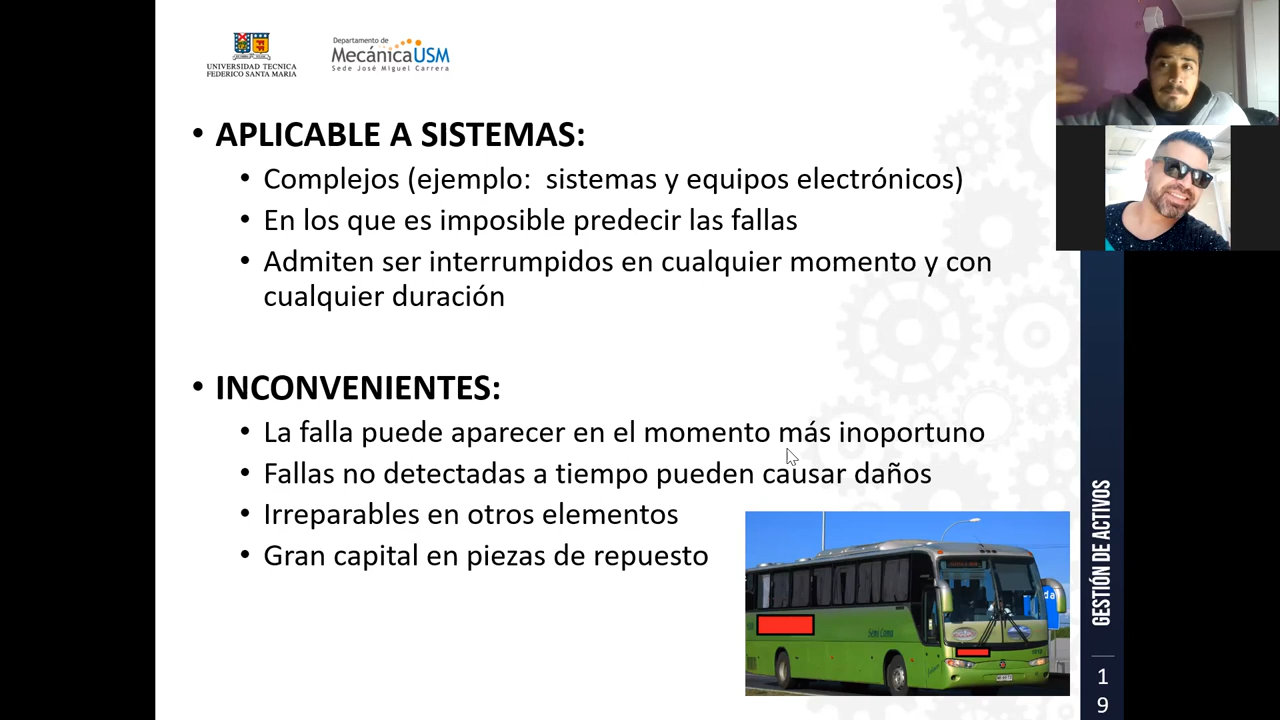 UNIVERSIDAD TECNICA
FEDERICO SANTA MARIA
Departamento de
MecánicaUSM
Sede José Miguel Carrera
• APLICABLE A SISTEMAS:
• Complejos (ejemplo: sistemas y equipos electrónicos)
• En los que es imposible predecir las fallas
• Admiten ser interrumpidos en cualquier momento y con
cualquier duración
• INCONVENIENTES:
• La falla puede aparecer en el momento más inoportuno
• Fallas no detectadas a tiempo pueden causar daños
• Irreparables en otros elementos
• Gran capital en piezas de repuesto
Semi Cama
da
GESTIÓN DE ACTIVOS
1
9